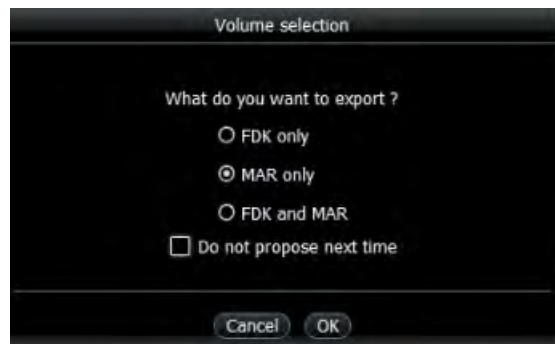 Volume selection
What do you want to export ?
FDK only
MAR only
FDK and MAR
Do not propose next time
Cancel OK